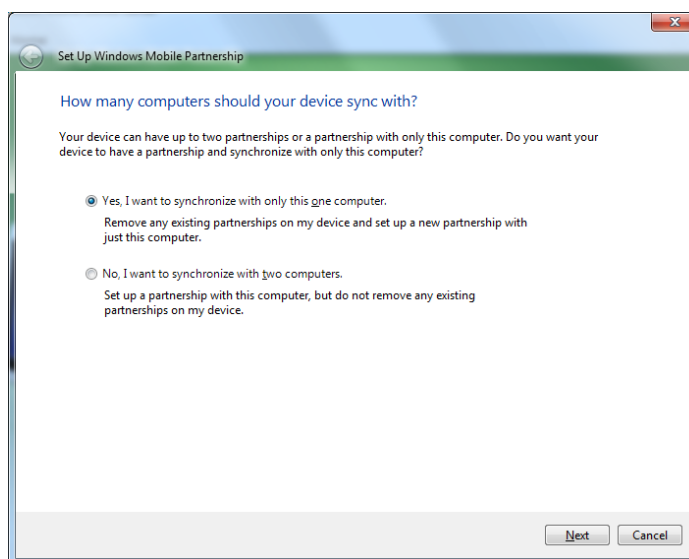 Set Up Windows Mobile Partnership
How many computers should your device sync with?
Your device can have up to two partnerships or a partnership with only this computer. Do you want your
device to have a partnership and synchronize with only this computer?
Yes, I want to synchronize with only this one computer.
Remove any existing partnerships on my device and set up a new partnership with
just this computer.
No, I want to synchronize with two computers.
Set up a partnership with this computer, but do not remove any existing
partnerships on my device.
Next Cancel